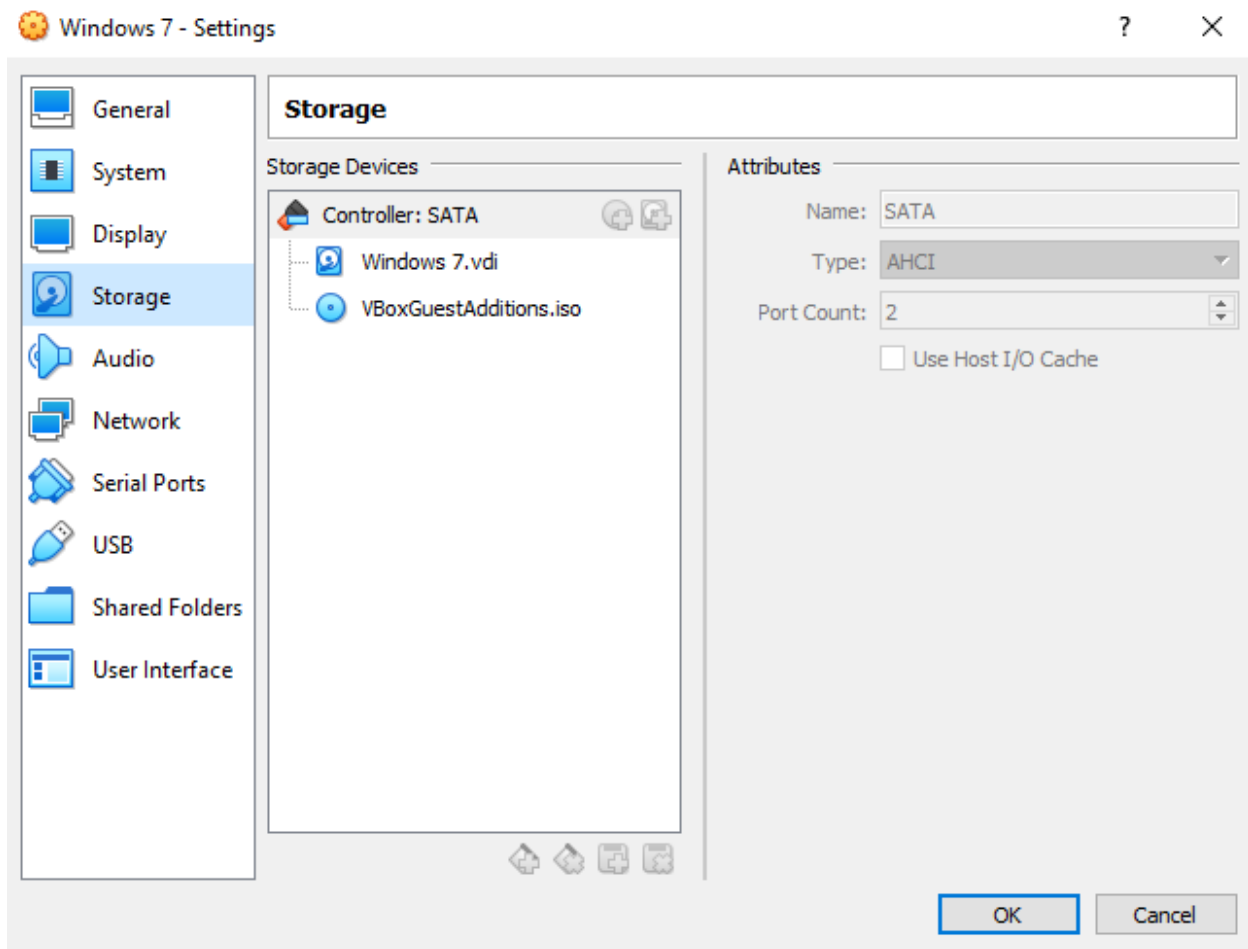 Windows 7 - Settings
?
General
System
Display
Storage
Audio
Network
Serial Ports
USB
Shared Folders
User Interface
Storage
Storage Devices
Controller: SATA
Windows 7.vdi
VBoxGuestAdditions.iso
Attributes
Name: SATA
Type: AHCI
Port Count: 2
Use Host I/O Cache
OK
Cancel